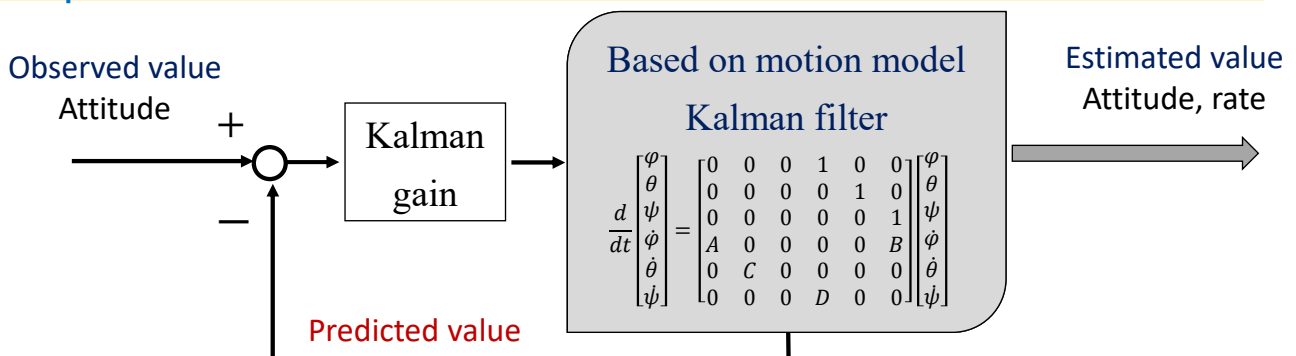 Observed value
Attitude
+
−
Kalman
gain
Based on motion model
Kalman filter
d/dt [φ θ ψ φ̇ θ̇ ψ̇] = [0 0 0 1 0 0
0 0 0 0 1 0
0 0 0 0 0 1
A 0 0 0 0 B
0 C 0 0 0 0
0 0 0 D 0 0] [φ θ ψ φ̇ θ̇ ψ̇]
Estimated value
Attitude, rate
Predicted value